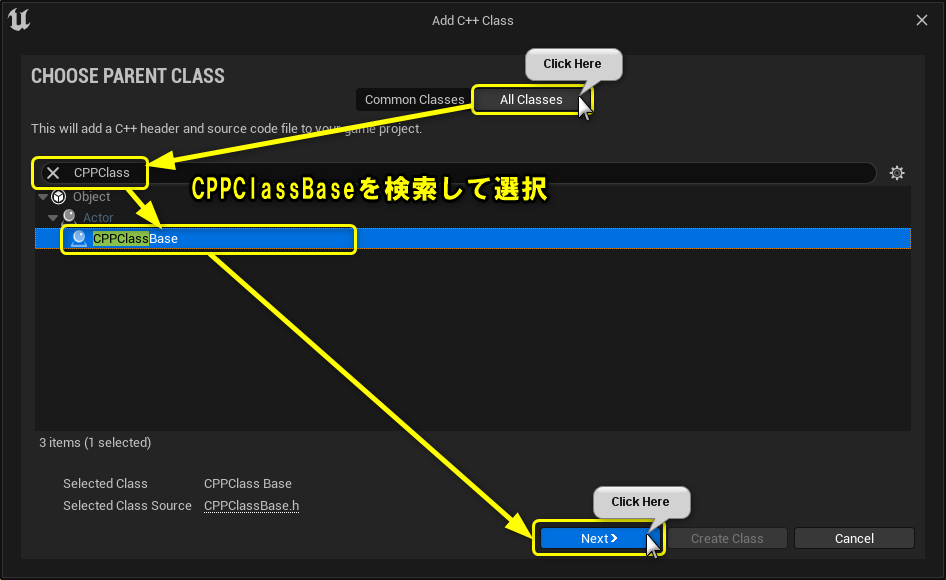 Add C++ Class
CHOOSE PARENT CLASS
Click Here
Common Classes
All Classes
This will add a C++ header and source code file to your game project.
CPPClass
CPPClassBaseを検索して選択
Object
Actor
CPPClassBase
3 items (1 selected)
Selected Class CPPClass Base
Selected Class Source CPPClassBase.h
Click Here
Next
Create Class
Cancel